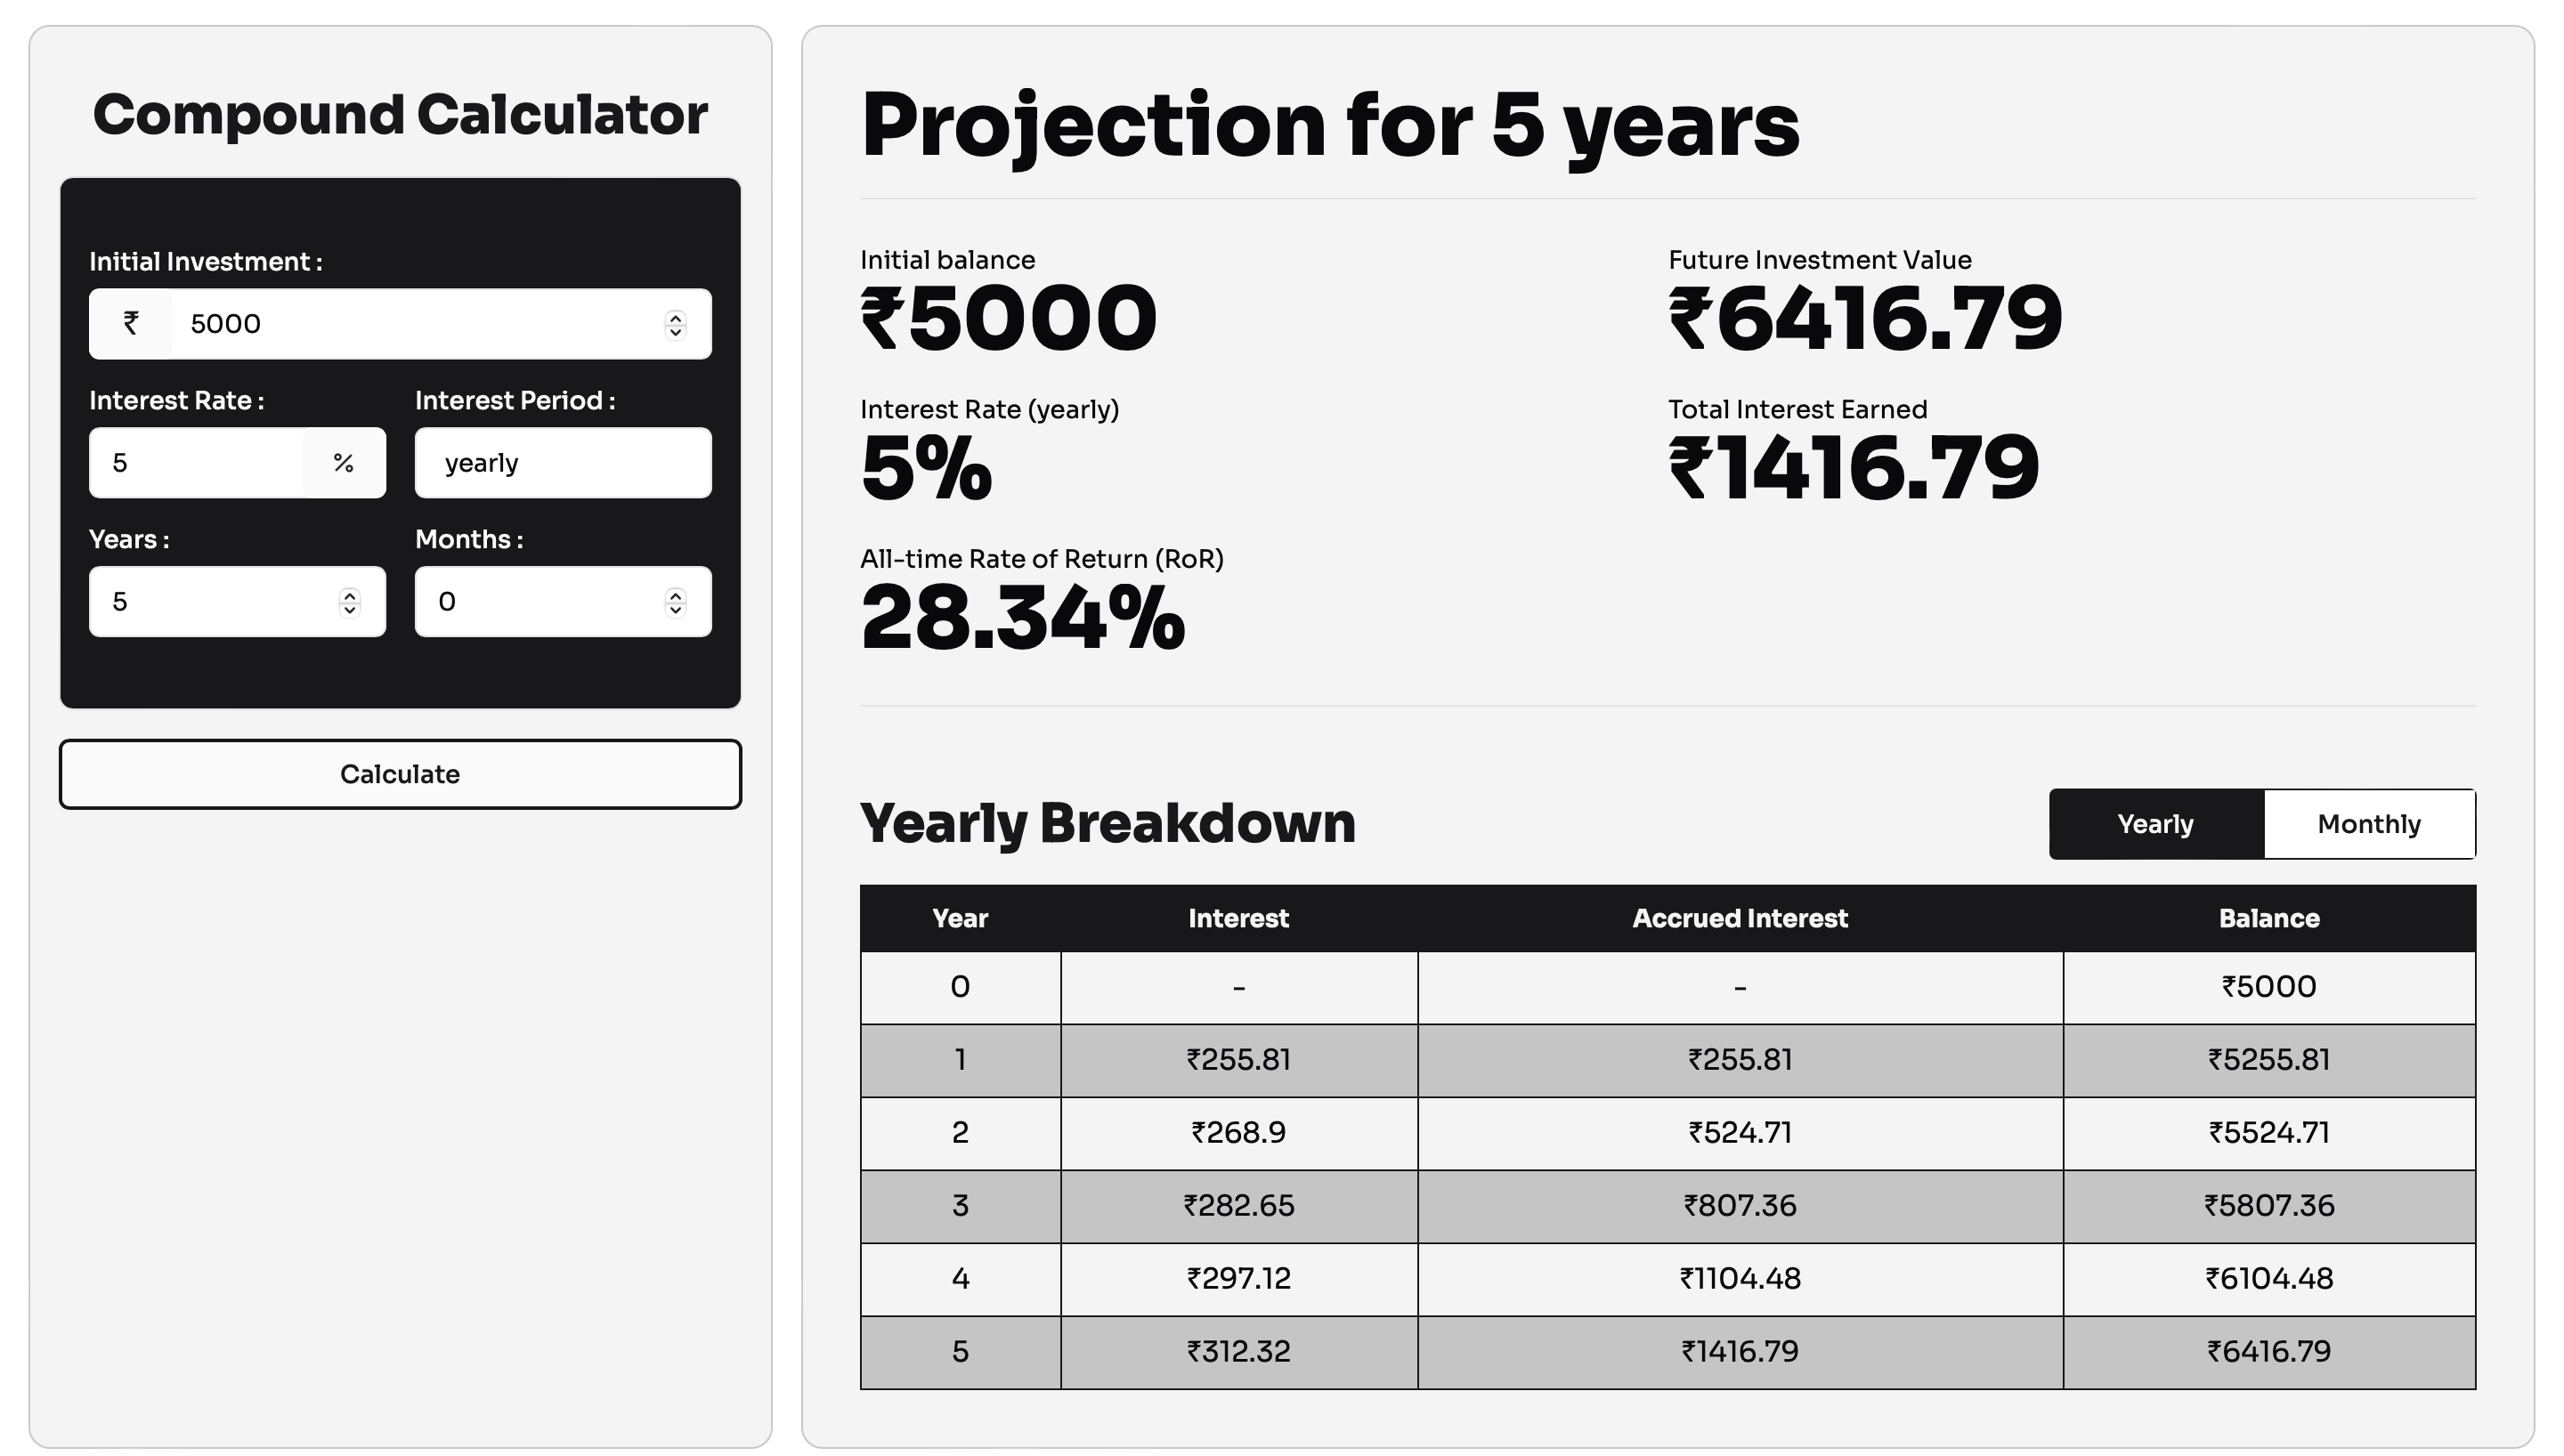 Compound Calculator
Initial Investment :
₹ 5000
Interest Rate : Interest Period :
5 % yearly
Years : Months :
5 0
Calculate
Projection for 5 years
Initial balance Future Investment Value
₹5000 ₹6416.79
Interest Rate (yearly) Total Interest Earned
5% ₹1416.79
All-time Rate of Return (RoR)
28.34%
Yearly Breakdown Yearly Monthly
Year Interest Accrued Interest Balance
0 - - ₹5000
1 ₹255.81 ₹255.81 ₹5255.81
2 ₹268.9 ₹524.71 ₹5524.71
3 ₹282.65 ₹807.36 ₹5807.36
4 ₹297.12 ₹1104.48 ₹6104.48
5 ₹312.32 ₹1416.79 ₹6416.79